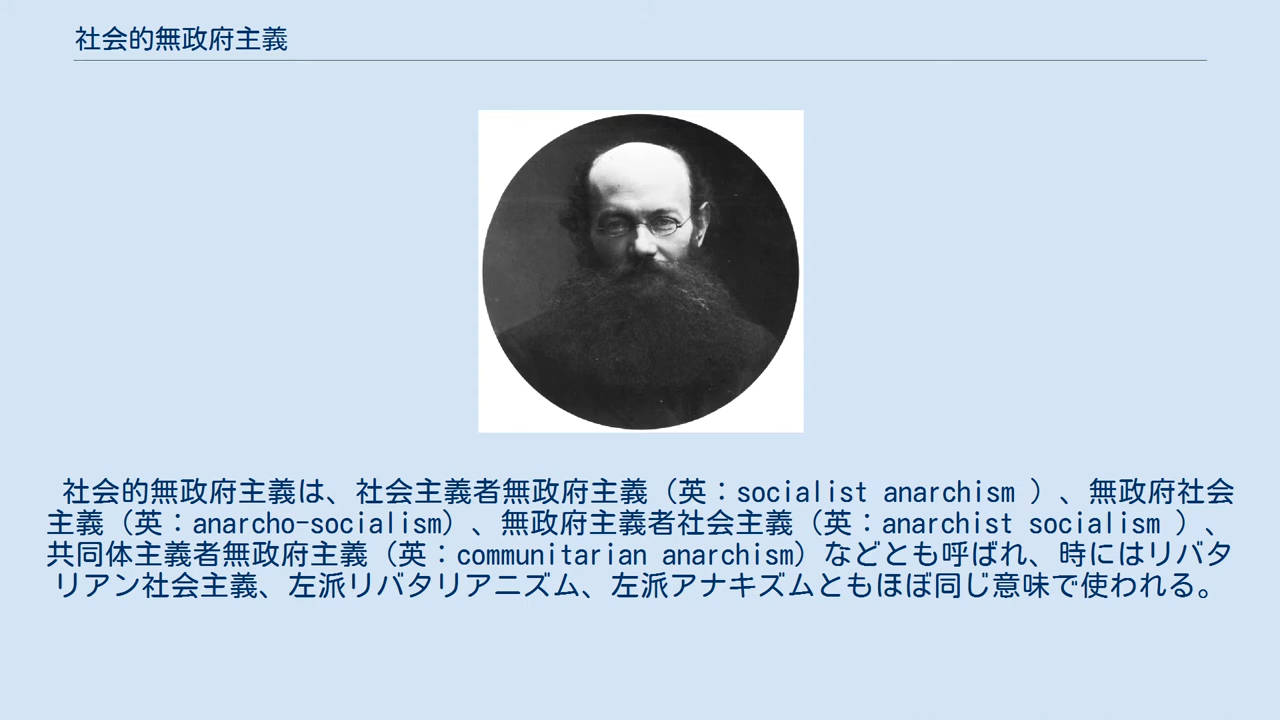 社会的無政府主義
社会的無政府主義は、社会主義者無政府主義（英：socialist anarchism ）、無政府社会
主義（英：anarcho-socialism）、無政府主義者社会主義（英：anarchist socialism ）、
共同体主義者無政府主義（英：communitarian anarchism）などとも呼ばれ、時にはリバタ
リアン社会主義、左派リバタリアニズム、左派アナキズムともほぼ同じ意味で使われる。